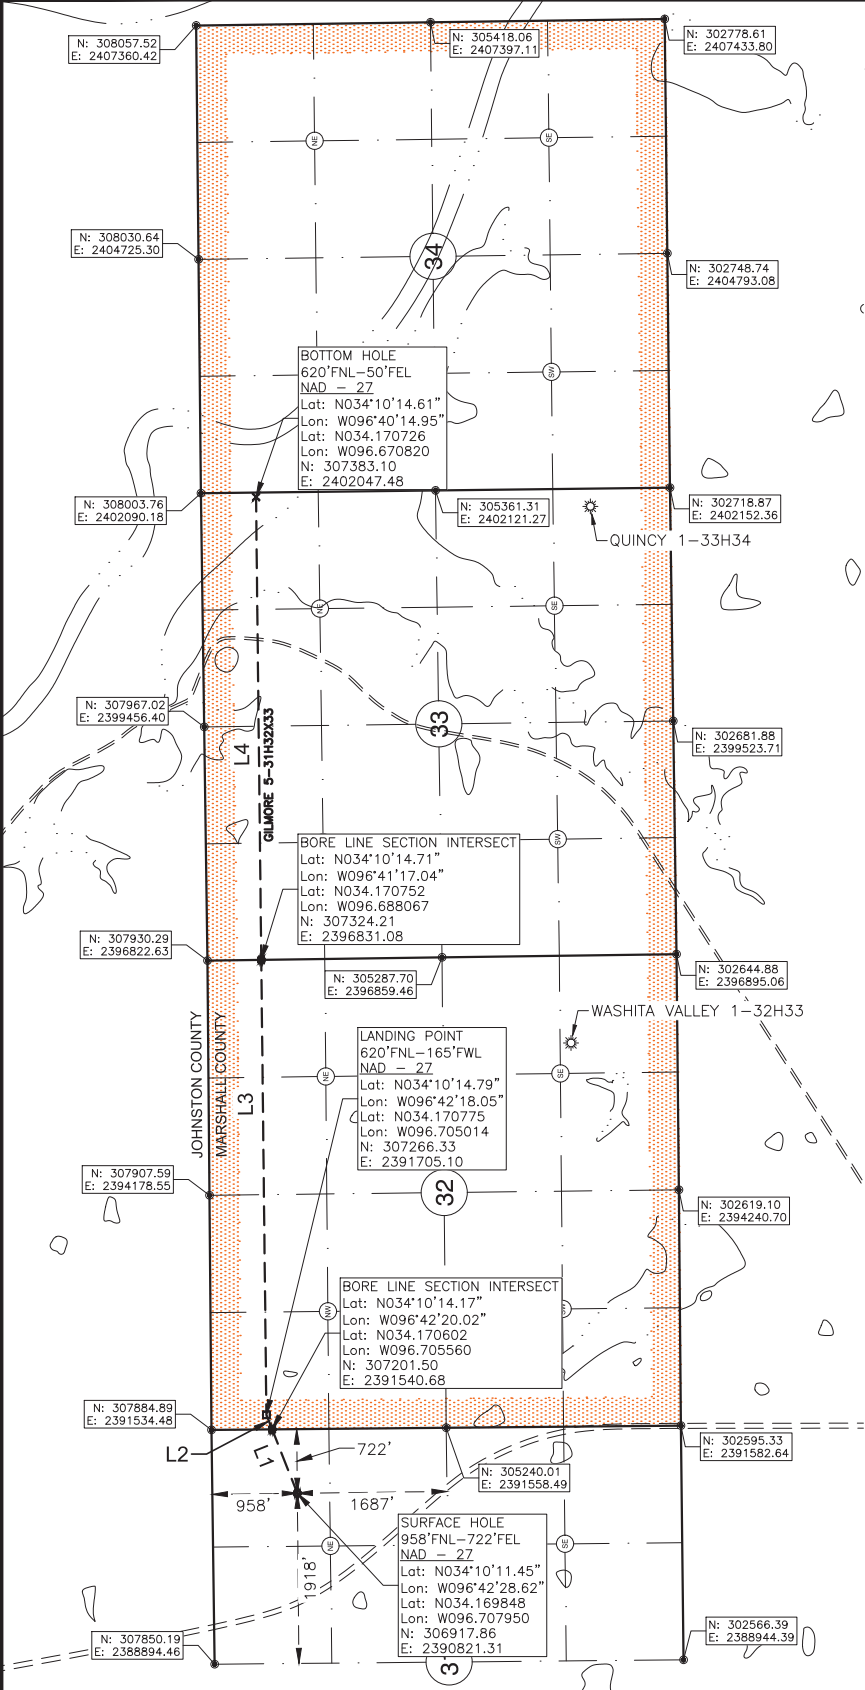 N: 308057.52
E: 2407360.42
N: 305418.06
E: 2407397.11
N: 302778.61
E: 2407433.80
NE
SE
N: 308030.64
E: 2404725.30
34
N: 302748.74
E: 2404793.08
BOTTOM HOLE
620'FNL-50'FEL
NAD - 27
Lat: N034°10'14.61"
Lon: W096°40'14.95"
Lat: N034.170726
Lon: W096.670820
N: 307383.10
E: 2402047.48
SW
N: 308003.76
E: 2402090.18
N: 305361.31
E: 2402121.27
N: 302718.87
E: 2402152.36
QUINCY 1-33H34
NE
SE
N: 307967.02
E: 2399456.40
33
N: 302681.88
E: 2399523.71
L4
GILMORE 5-31H32X33
BORE LINE SECTION INTERSECT
Lat: N034°10'14.71"
Lon: W096°41'17.04"
Lat: N034.170752
Lon: W096.688067
N: 307324.21
E: 2396831.08
SW
N: 307930.29
E: 2396822.63
N: 305287.70
E: 2396859.46
N: 302644.88
E: 2396895.06
WASHITA VALLEY 1-32H33
JOHNSTON COUNTY
MARSHALL COUNTY
L3
LANDING POINT
620'FNL-165'FWL
NAD - 27
Lat: N034°10'14.79"
Lon: W096°42'18.05"
Lat: N034.170775
Lon: W096.705014
N: 307266.33
E: 2391705.10
NE
SE
N: 307907.59
E: 2394178.55
32
N: 302619.10
E: 2394240.70
BORE LINE SECTION INTERSECT
Lat: N034°10'14.17"
Lon: W096°42'20.02"
Lat: N034.170602
Lon: W096.705560
N: 307201.50
E: 2391540.68
NW
SW
N: 307884.89
E: 2391534.48
L2
L1
722'
N: 305240.01
E: 2391558.49
N: 302595.33
E: 2391582.64
958'
1687'
1918'
SURFACE HOLE
958'FNL-722'FEL
NAD - 27
Lat: N034°10'11.45"
Lon: W096°42'28.62"
Lat: N034.169848
Lon: W096.707950
N: 306917.86
E: 2390821.31
NE
SE
N: 307850.19
E: 2388894.46
N: 302566.39
E: 2388944.39